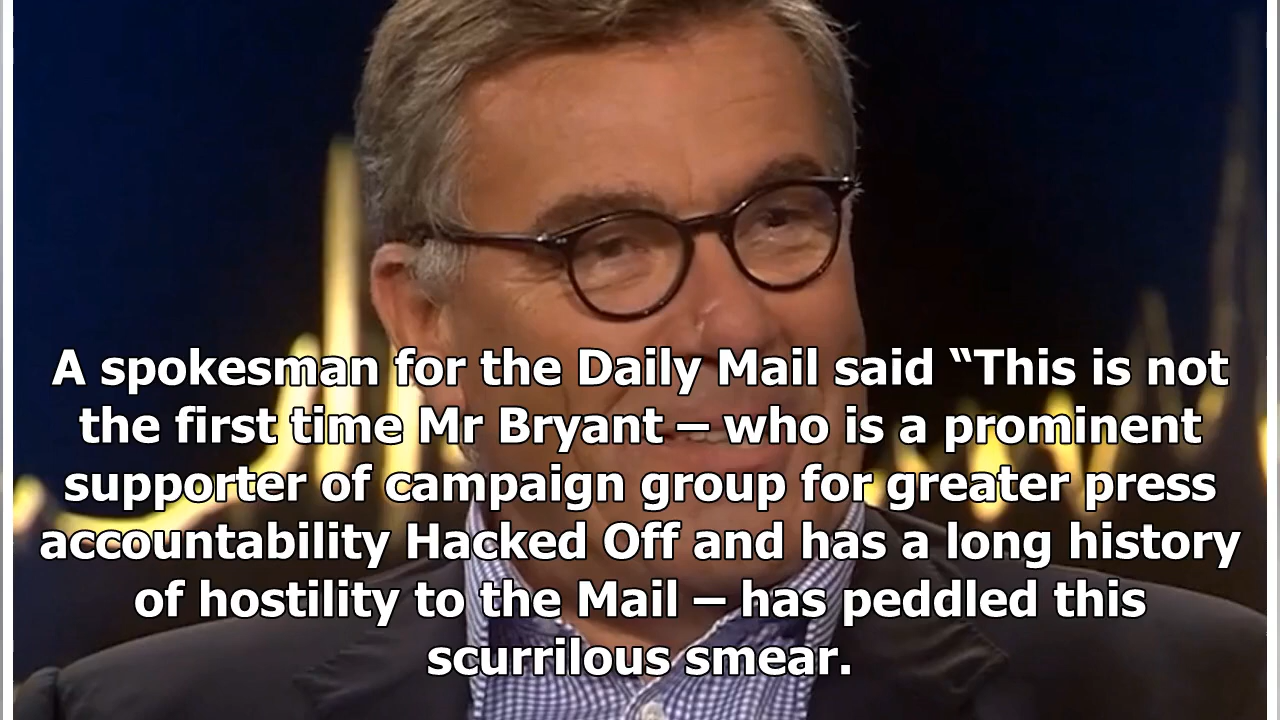 A spokesman for the Daily Mail said “This is not
the first time Mr Bryant – who is a prominent
supporter of campaign group for greater press
accountability Hacked Off and has a long history
of hostility to the Mail – has peddled this
scurrilous smear.